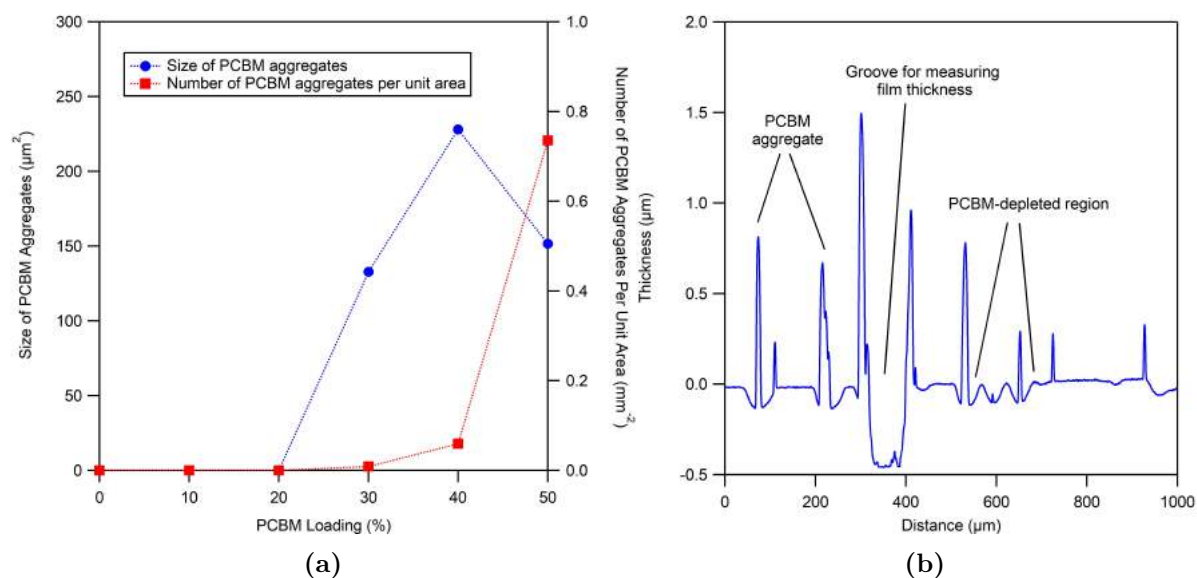 300
250
200
150
100
50
0
Size of PCBM Aggregates (µm²)
Size of PCBM aggregates
Number of PCBM aggregates per unit area
1.0
0.8
0.6
0.4
0.2
0.0
Number of PCBM Aggregates Per Unit Area (mm⁻²)
0 10 20 30 40 50
PCBM Loading (%)
(a)
2.0
1.5
1.0
0.5
0.0
-0.5
Thickness (µm)
Groove for measuring
film thickness
PCBM
aggregate
PCBM-depleted region
0 200 400 600 800 1000
Distance (µm)
(b)